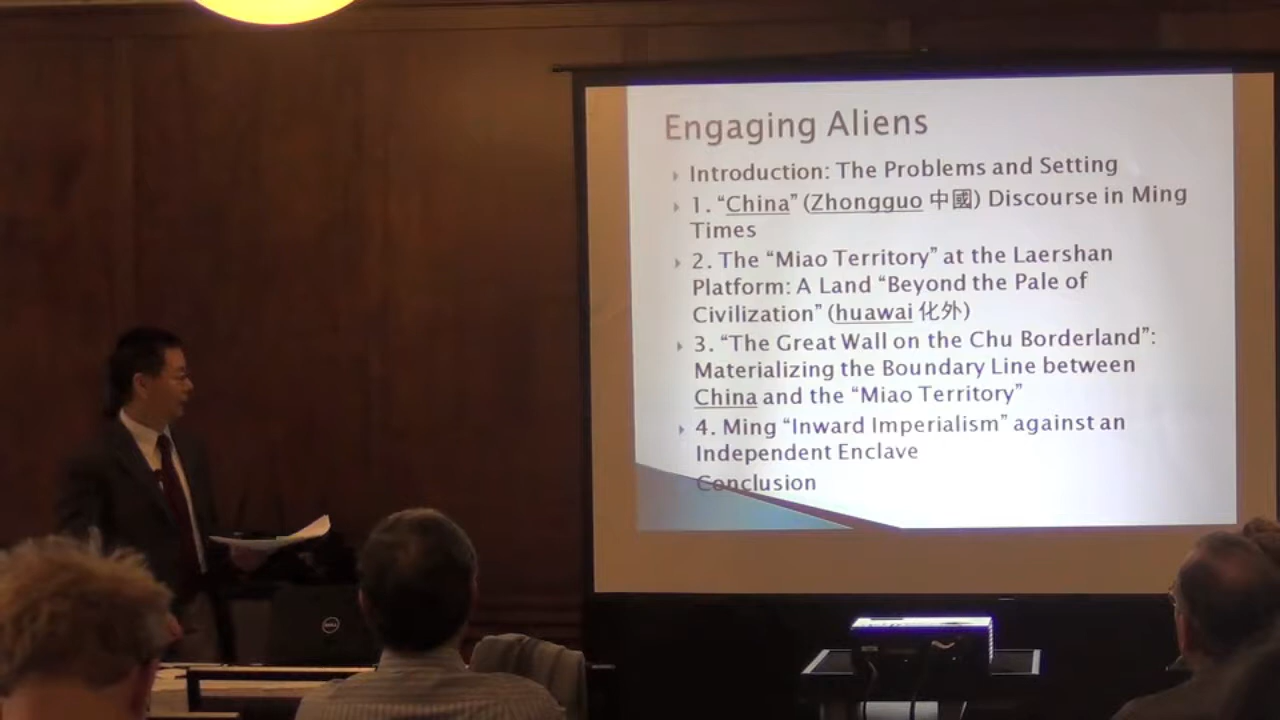 Engaging Aliens
Introduction: The Problems and Setting
1. “China” (Zhongguo 中國) Discourse in Ming
Times
2. The “Miao Territory” at the Laershan
Platform: A Land “Beyond the Pale of
Civilization” (huawai 化外)
3. “The Great Wall on the Chu Borderland”:
Materializing the Boundary Line between
China and the “Miao Territory”
4. Ming “Inward Imperialism” against an
Independent Enclave
Conclusion
DELL